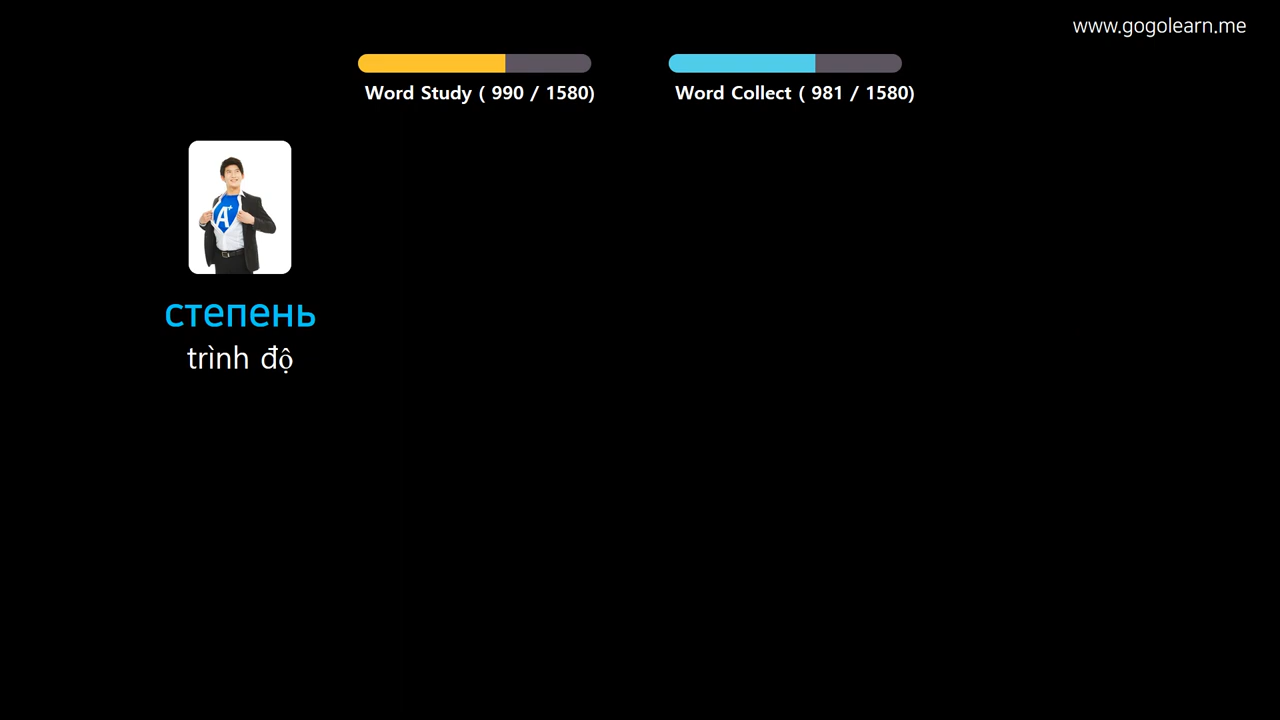 www.gogolearn.me
Word Study ( 990 / 1580)
Word Collect ( 981 / 1580)
A+
степень
trình độ